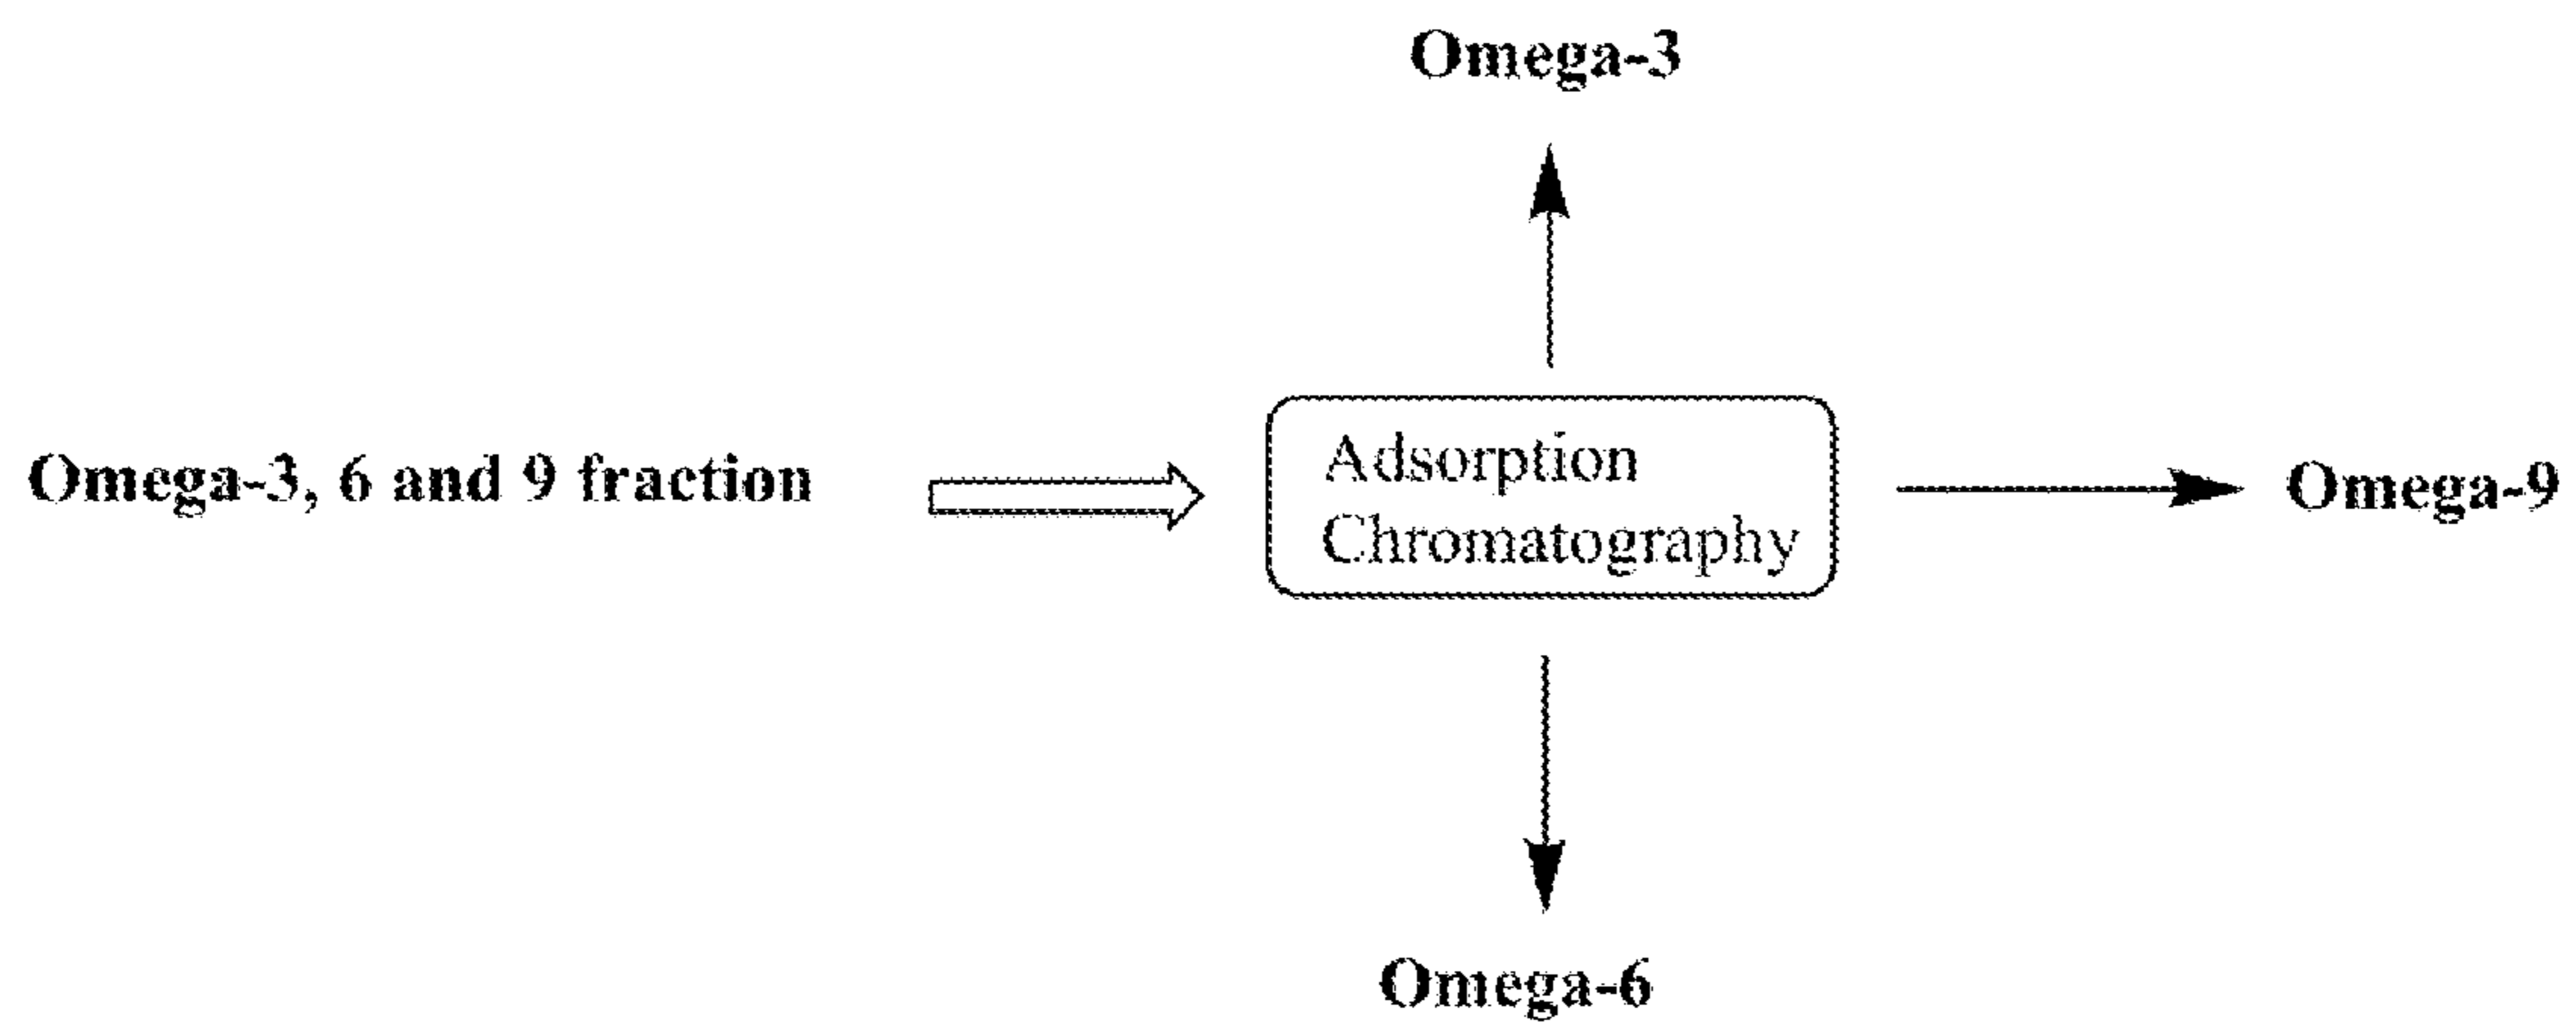 Omega-3
Omega-3, 6 and 9 fraction
Adsorption
Chromatography
Omega-9
Omega-6